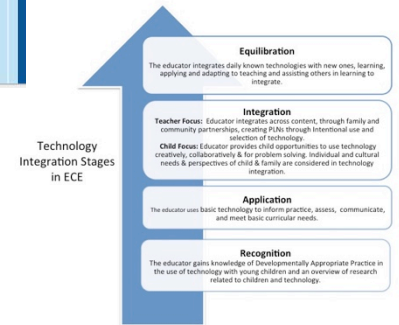 Technology
Integration Stages
in ECE
Equilibration
The educator integrates daily known technologies with new ones, learning,
applying and adapting to teaching and assisting others in learning to
integrate.
Integration
Teacher Focus: Educator integrates across content, through family and
community partnerships, creating PLNs through Intentional use and
selection of technology.
Child Focus: Educator provides child opportunities to use technology
creatively, collaboratively & for problem solving. Individual and cultural
needs & perspectives of child & family are considered in technology
integration.
Application
The educator uses basic technology to inform practice, assess, communicate,
and meet basic curricular needs.
Recognition
The educator gains knowledge of Developmentally Appropriate Practice in
the use of technology with young children and an overview of research
related to children and technology.